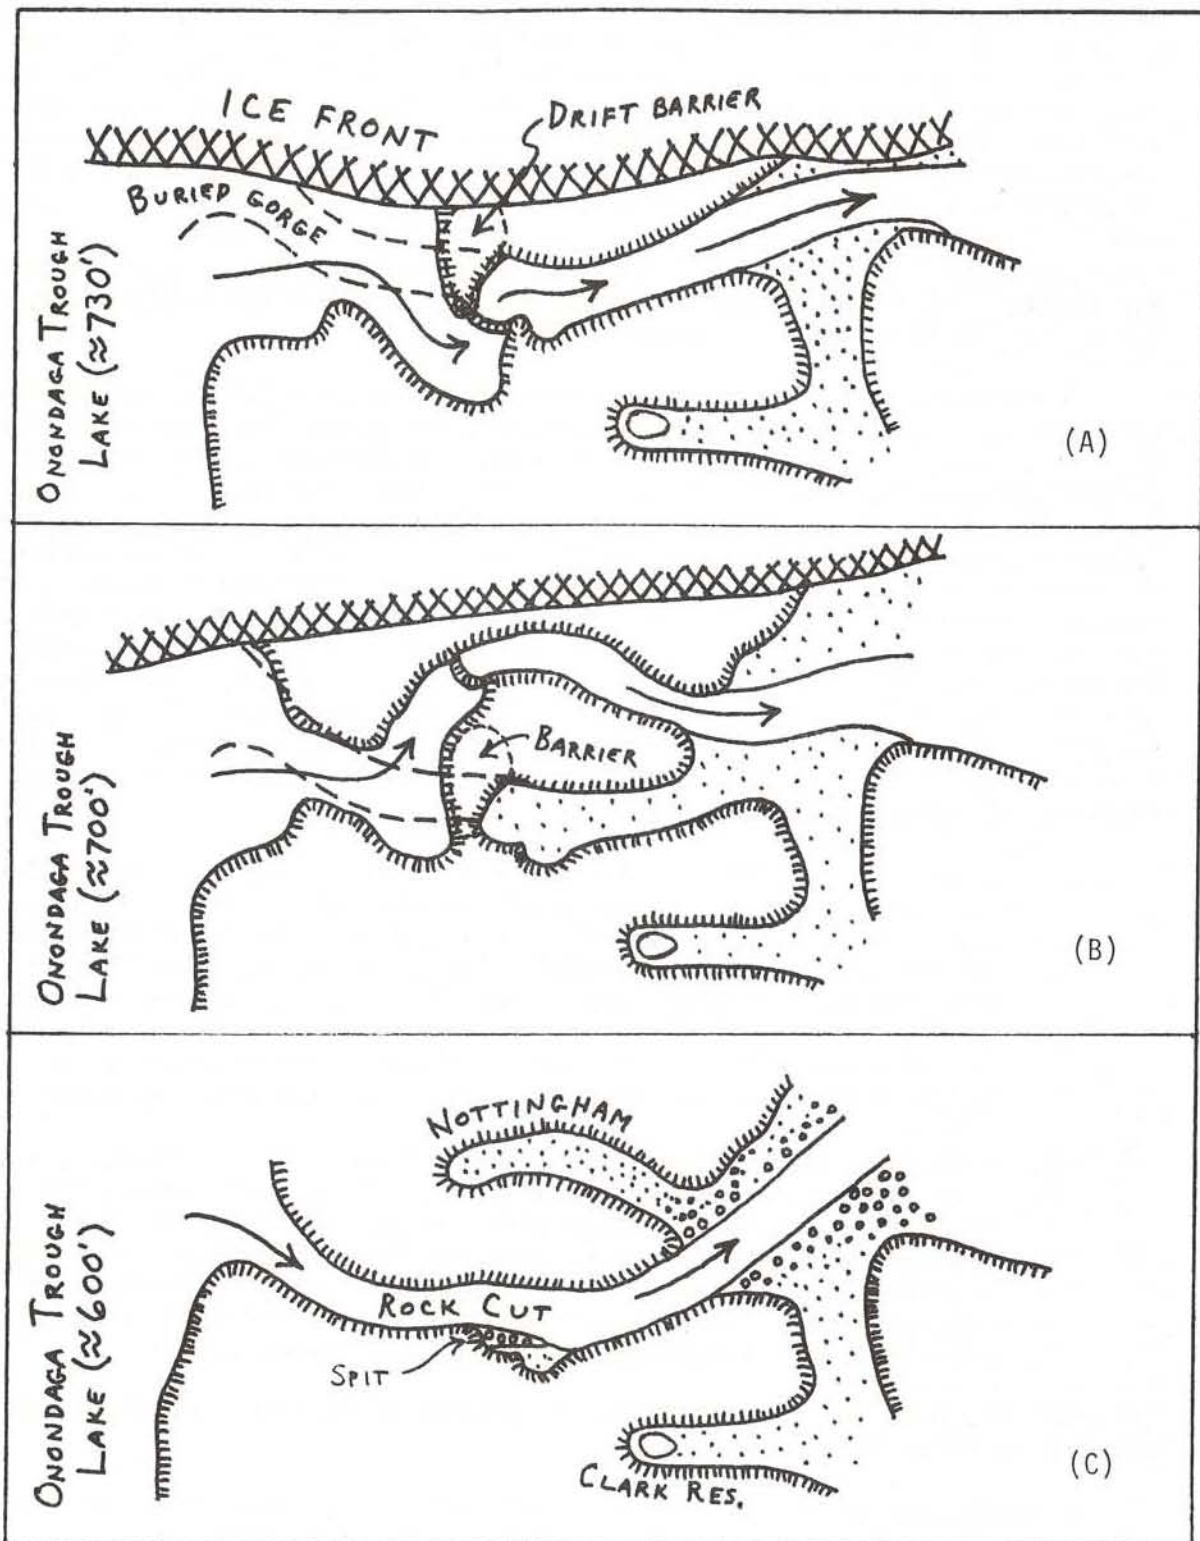 ICE FRONT
DRIFT BARRIER
BURIED GORGE
ONONDAGA TROUGH
LAKE (≈730')
(A)
BARRIER
ONONDAGA TROUGH
LAKE (≈700')
(B)
NOTTINGHAM
ROCK CUT
SPIT
ONONDAGA TROUGH
LAKE (≈600')
CLARK RES.
(C)